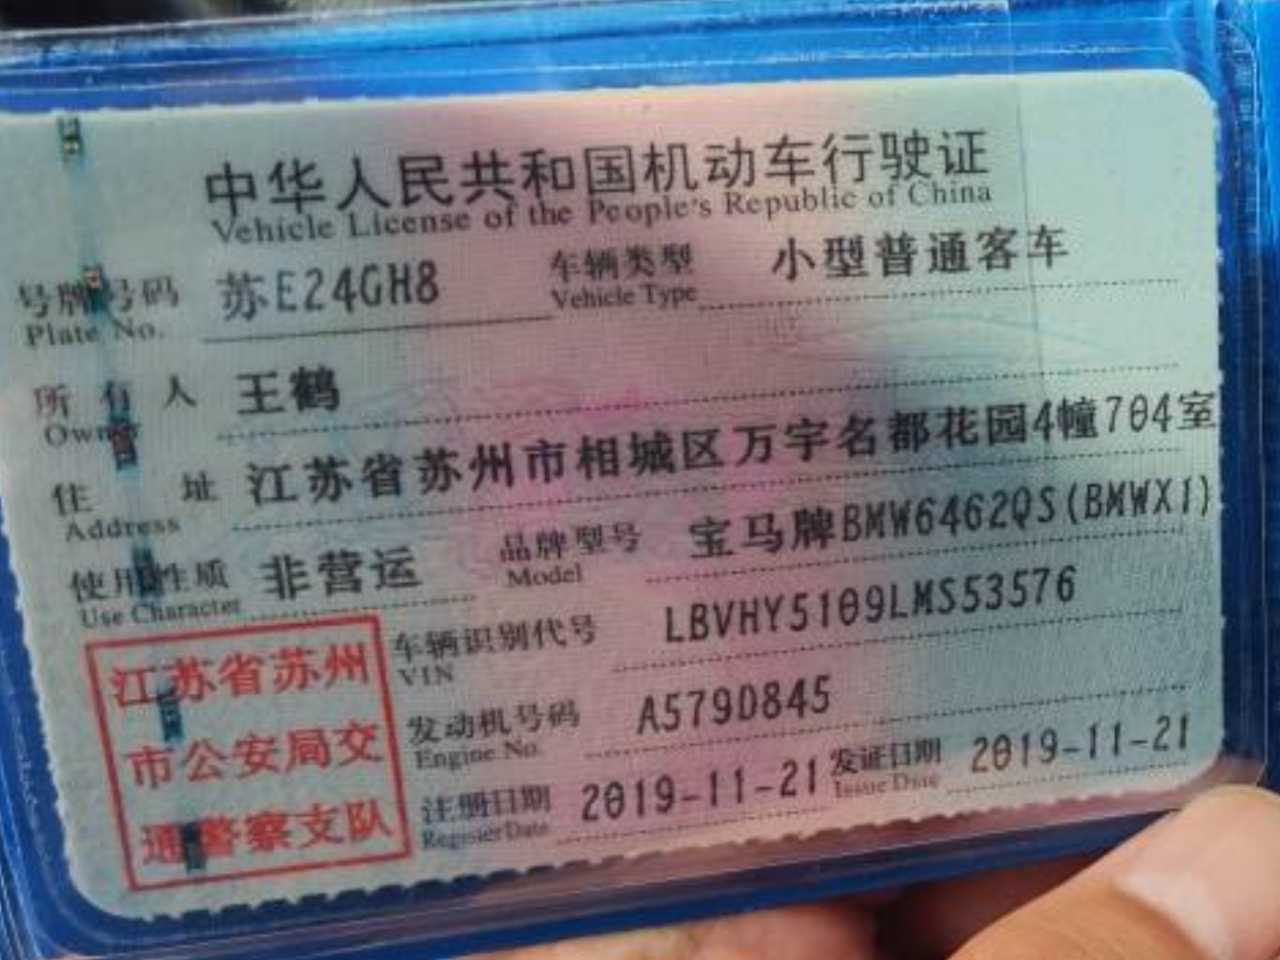 中华人民共和国机动车行驶证
Vehicle License of the People's Republic of China
号牌号码 苏E24GH8 车辆类型 小型普通客车
Plate No. Vehicle Type
所有人 王鹤
Owner
住址 江苏省苏州市相城区万宇名都花园4幢704室
Address
使用性质 非营运 品牌型号 宝马牌BMW6462QS(BMWX1)
Use Character Model
江苏省苏州
市公安局交
通警察支队
车辆识别代号 LBVHY5109LMS53576
VIN
发动机号码 A579D845
Engine No.
注册日期 2019-11-21 发证日期 2019-11-21
Register Date Issue Date